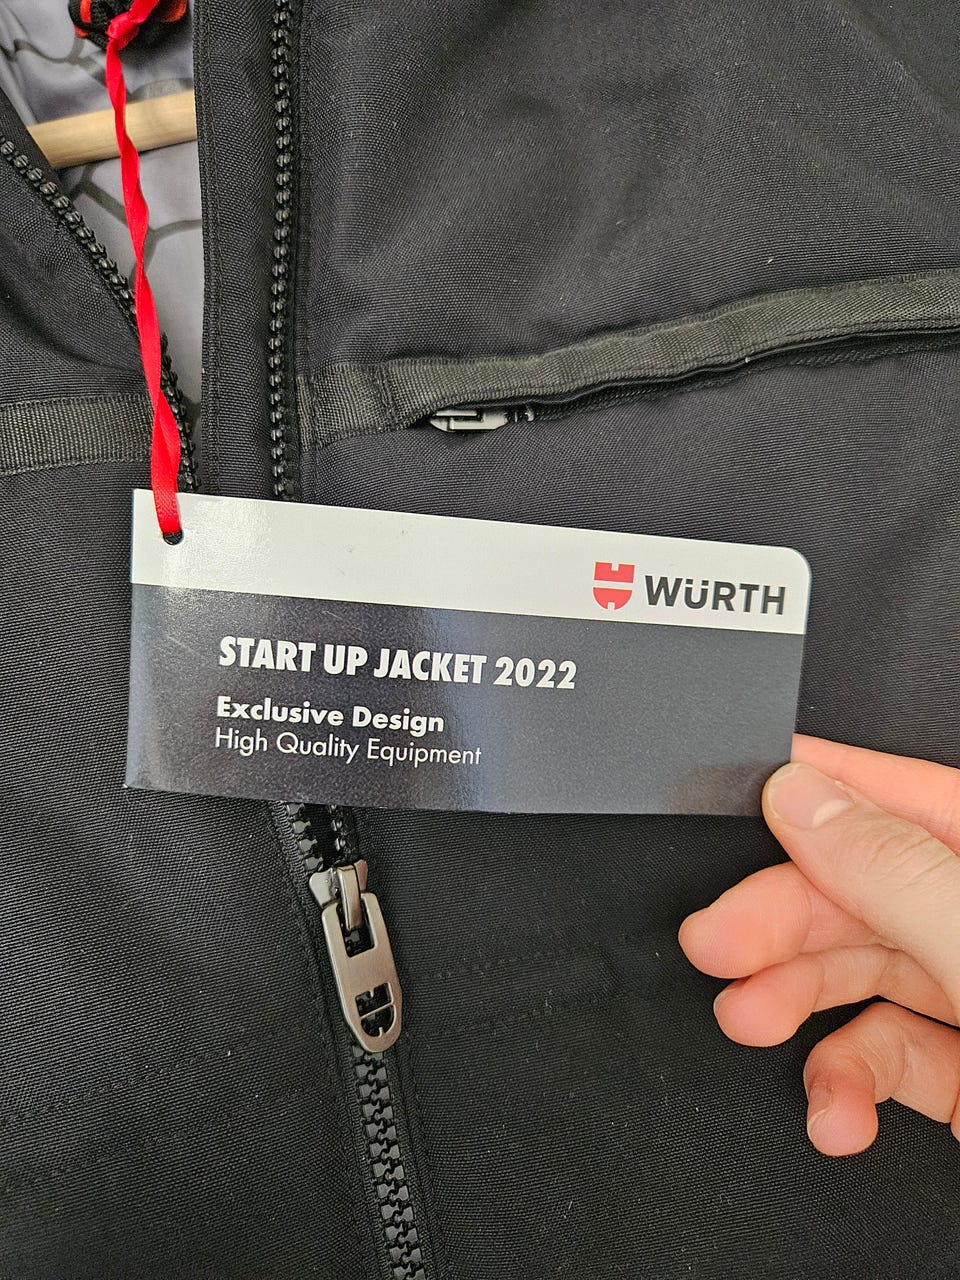 WÜRTH
START UP JACKET 2022
Exclusive Design
High Quality Equipment